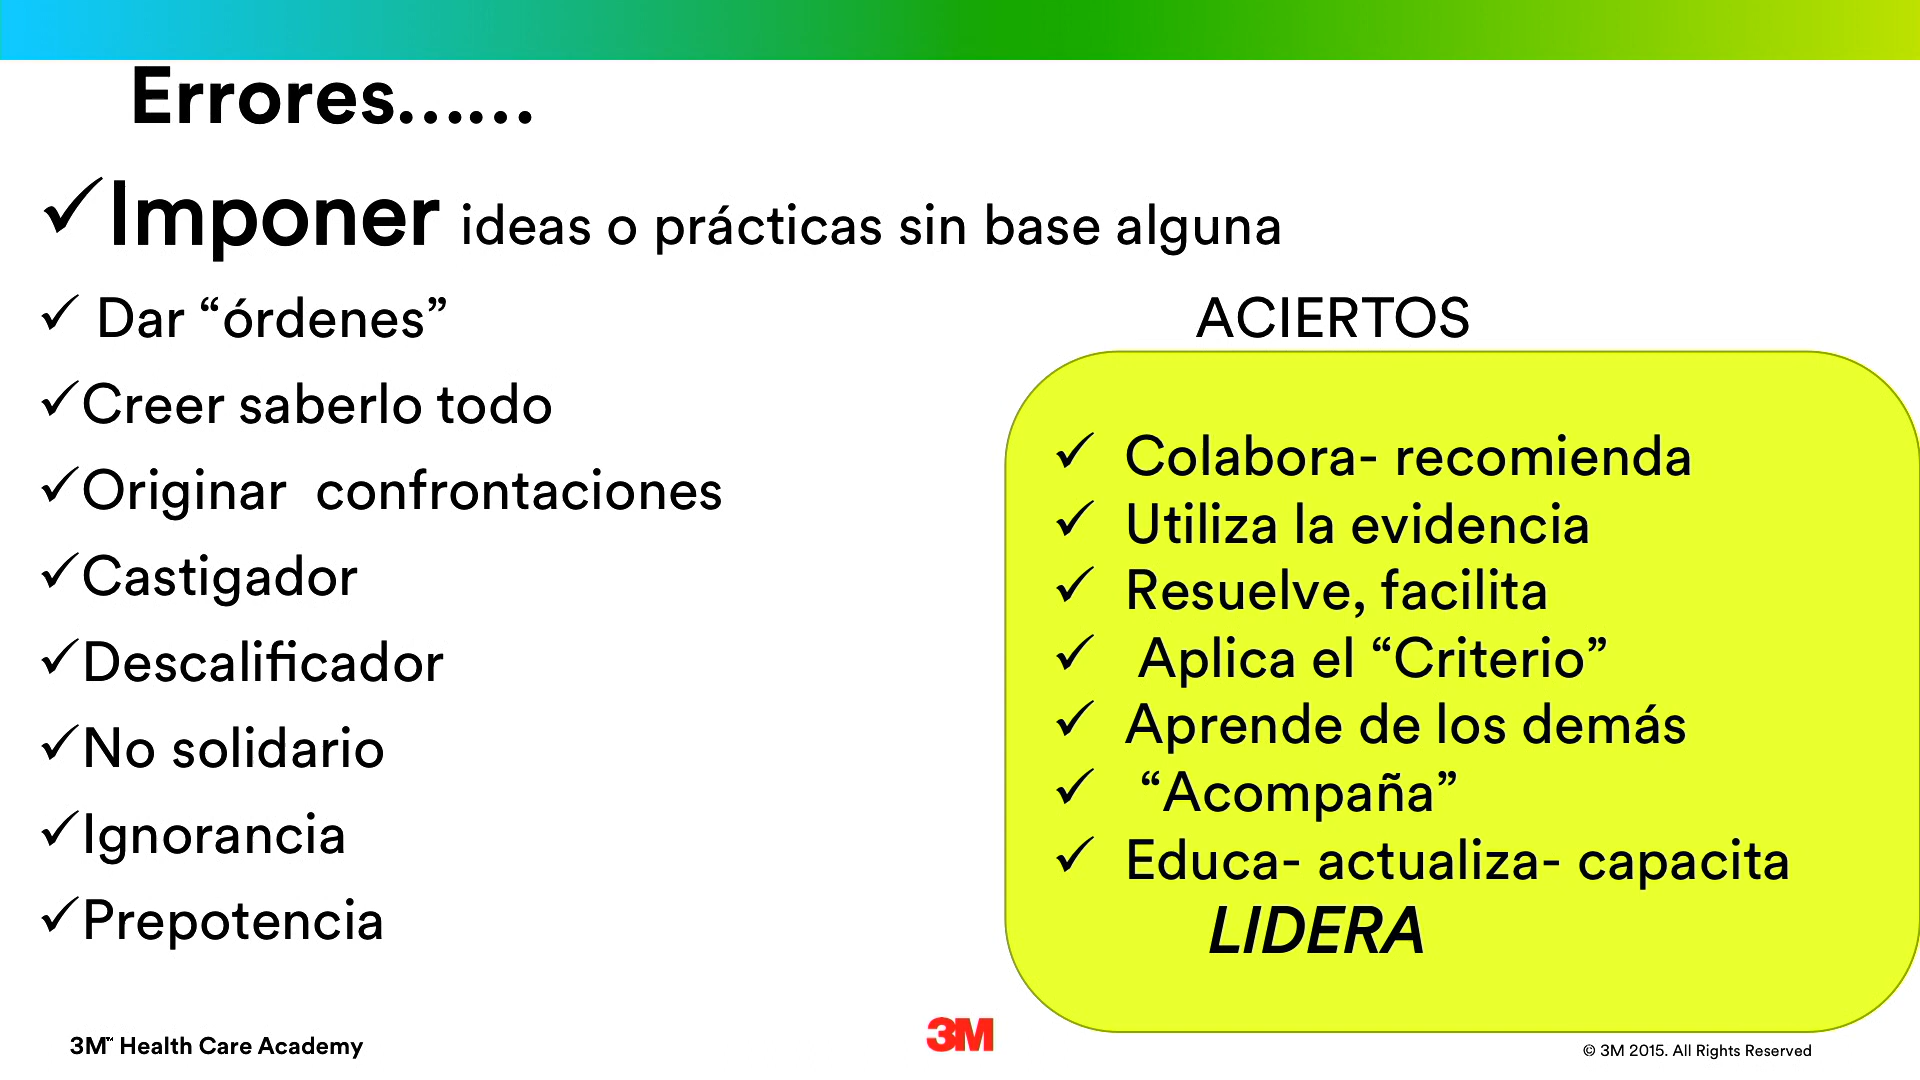 Errores......
✓Imponer ideas o prácticas sin base alguna
✓ Dar “órdenes”
✓Creer saberlo todo
✓Originar  confrontaciones
✓Castigador
✓Descalificador
✓No solidario
✓Ignorancia
✓Prepotencia
ACIERTOS
✓ Colabora- recomienda
✓ Utiliza la evidencia
✓ Resuelve, facilita
✓ Aplica el “Criterio”
✓ Aprende de los demás
✓ “Acompaña”
✓ Educa- actualiza- capacita
LIDERA
3M™ Health Care Academy
3M
© 3M 2015. All Rights Reserved